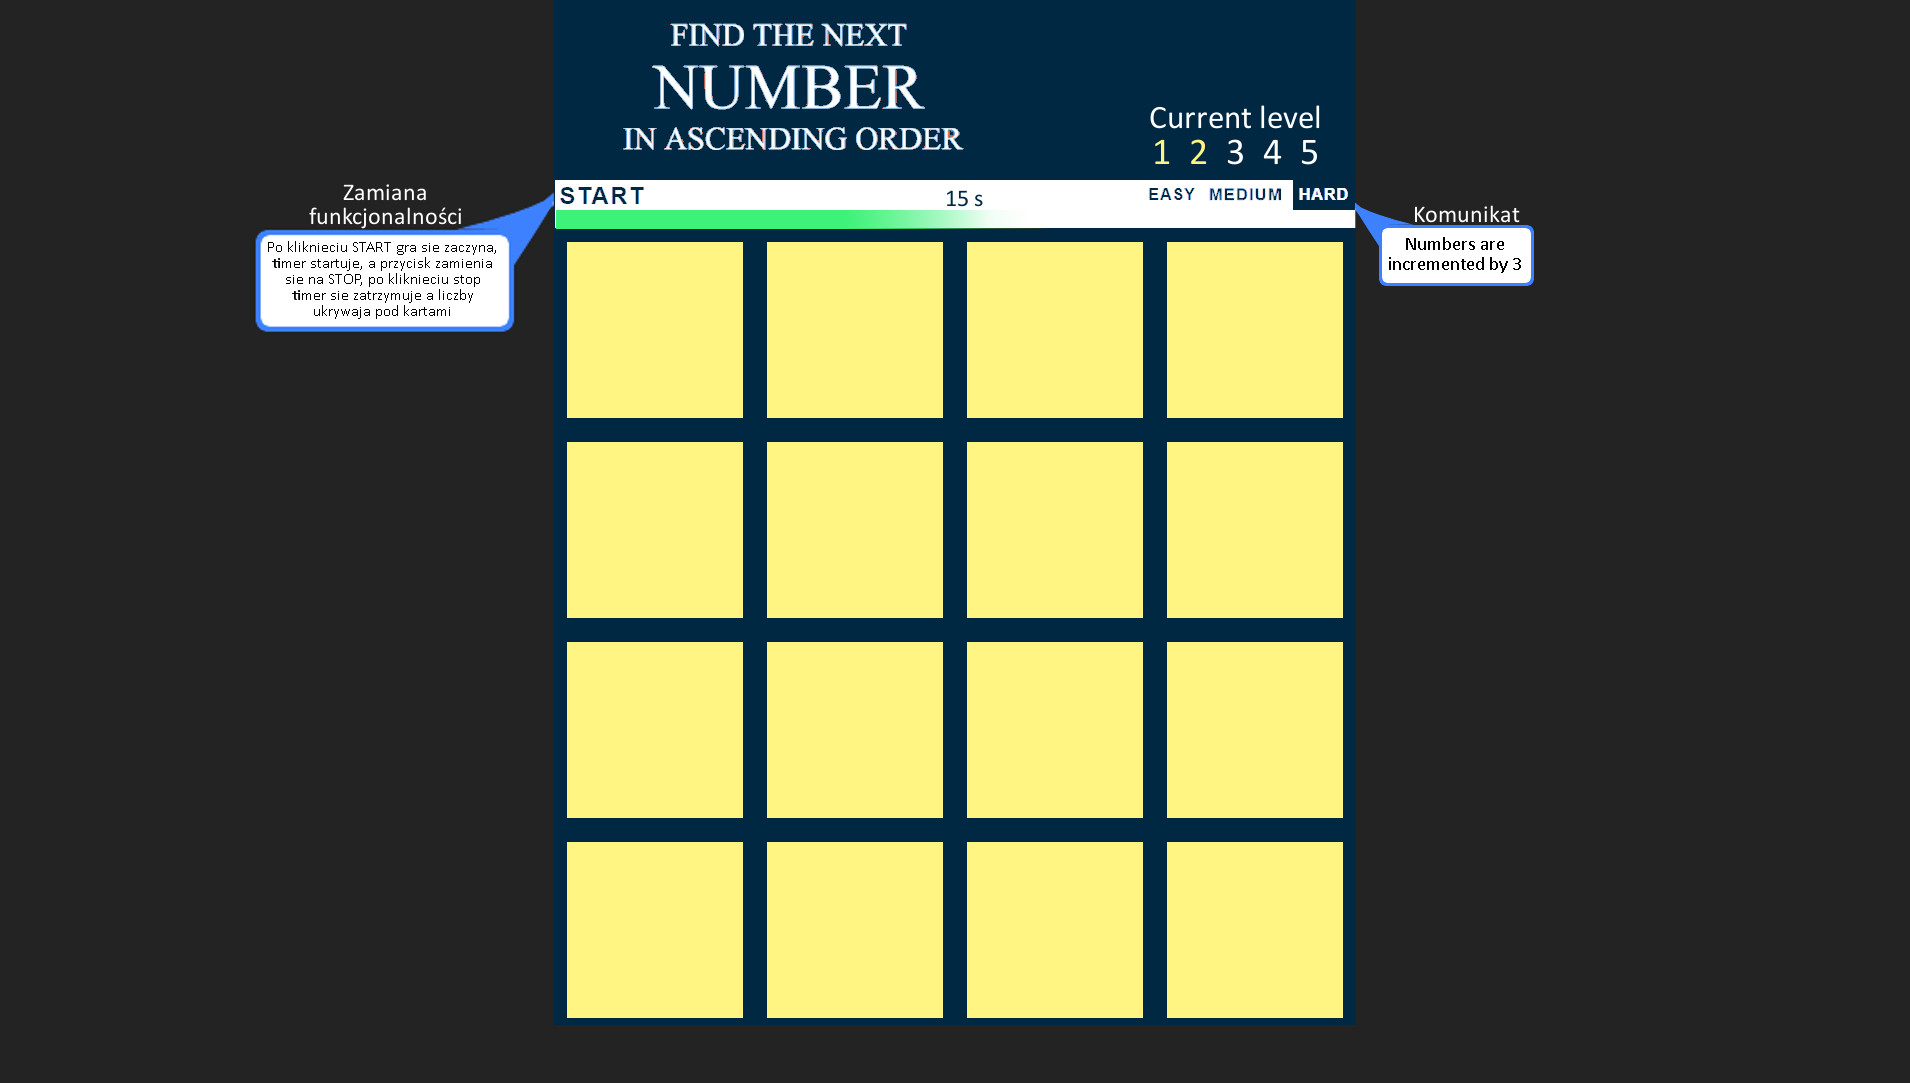 FIND THE NEXT
NUMBER
IN ASCENDING ORDER
Current level
1 2 3 4 5
START
15 s
EASY MEDIUM HARD
Zamiana
funkcjonalności
Po kliknieciu START gra sie zaczyna,
timer startuje, a przycisk zamienia
sie na STOP, po kliknieciu stop
timer sie zatrzymuje a liczby
ukrywaja pod kartami
Komunikat
Numbers are
incremented by 3